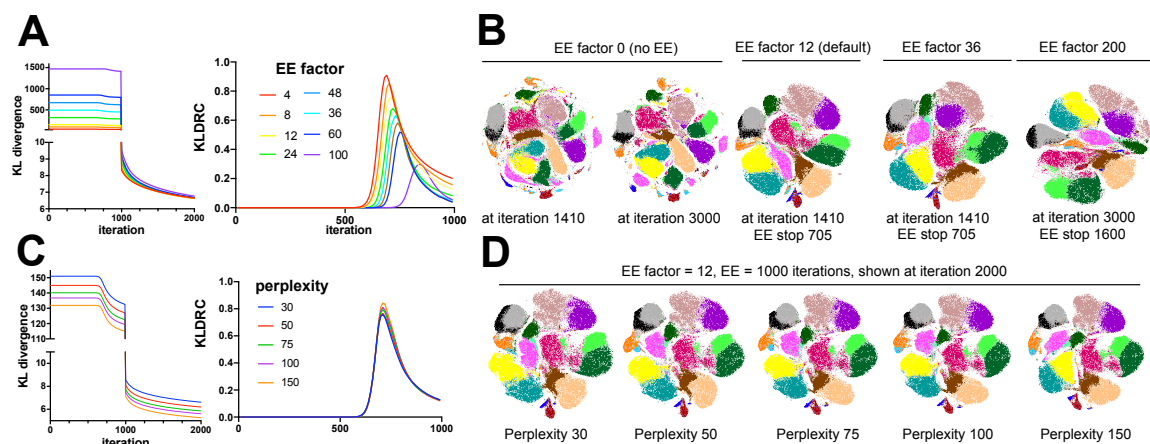 A
KL divergence
1500
1000
500
10
9
8
7
6
0
1000
2000
iteration
KLDRC
1.0
0.8
0.6
0.4
0.2
0.0
0
500
1000
iteration
EE factor
4
8
12
24
48
36
60
100
B
EE factor 0 (no EE)
EE factor 12 (default)
EE factor 36
EE factor 200
at iteration 1410
at iteration 3000
at iteration 1410
EE stop 705
at iteration 1410
EE stop 705
at iteration 3000
EE stop 1600
C
KL divergence
150
140
130
120
110
8
6
0
1000
2000
iteration
KLDRC
1.0
0.8
0.6
0.4
0.2
0.0
0
500
1000
perplexity
30
50
75
100
150
D
EE factor = 12, EE = 1000 iterations, shown at iteration 2000
Perplexity 30
Perplexity 50
Perplexity 75
Perplexity 100
Perplexity 150